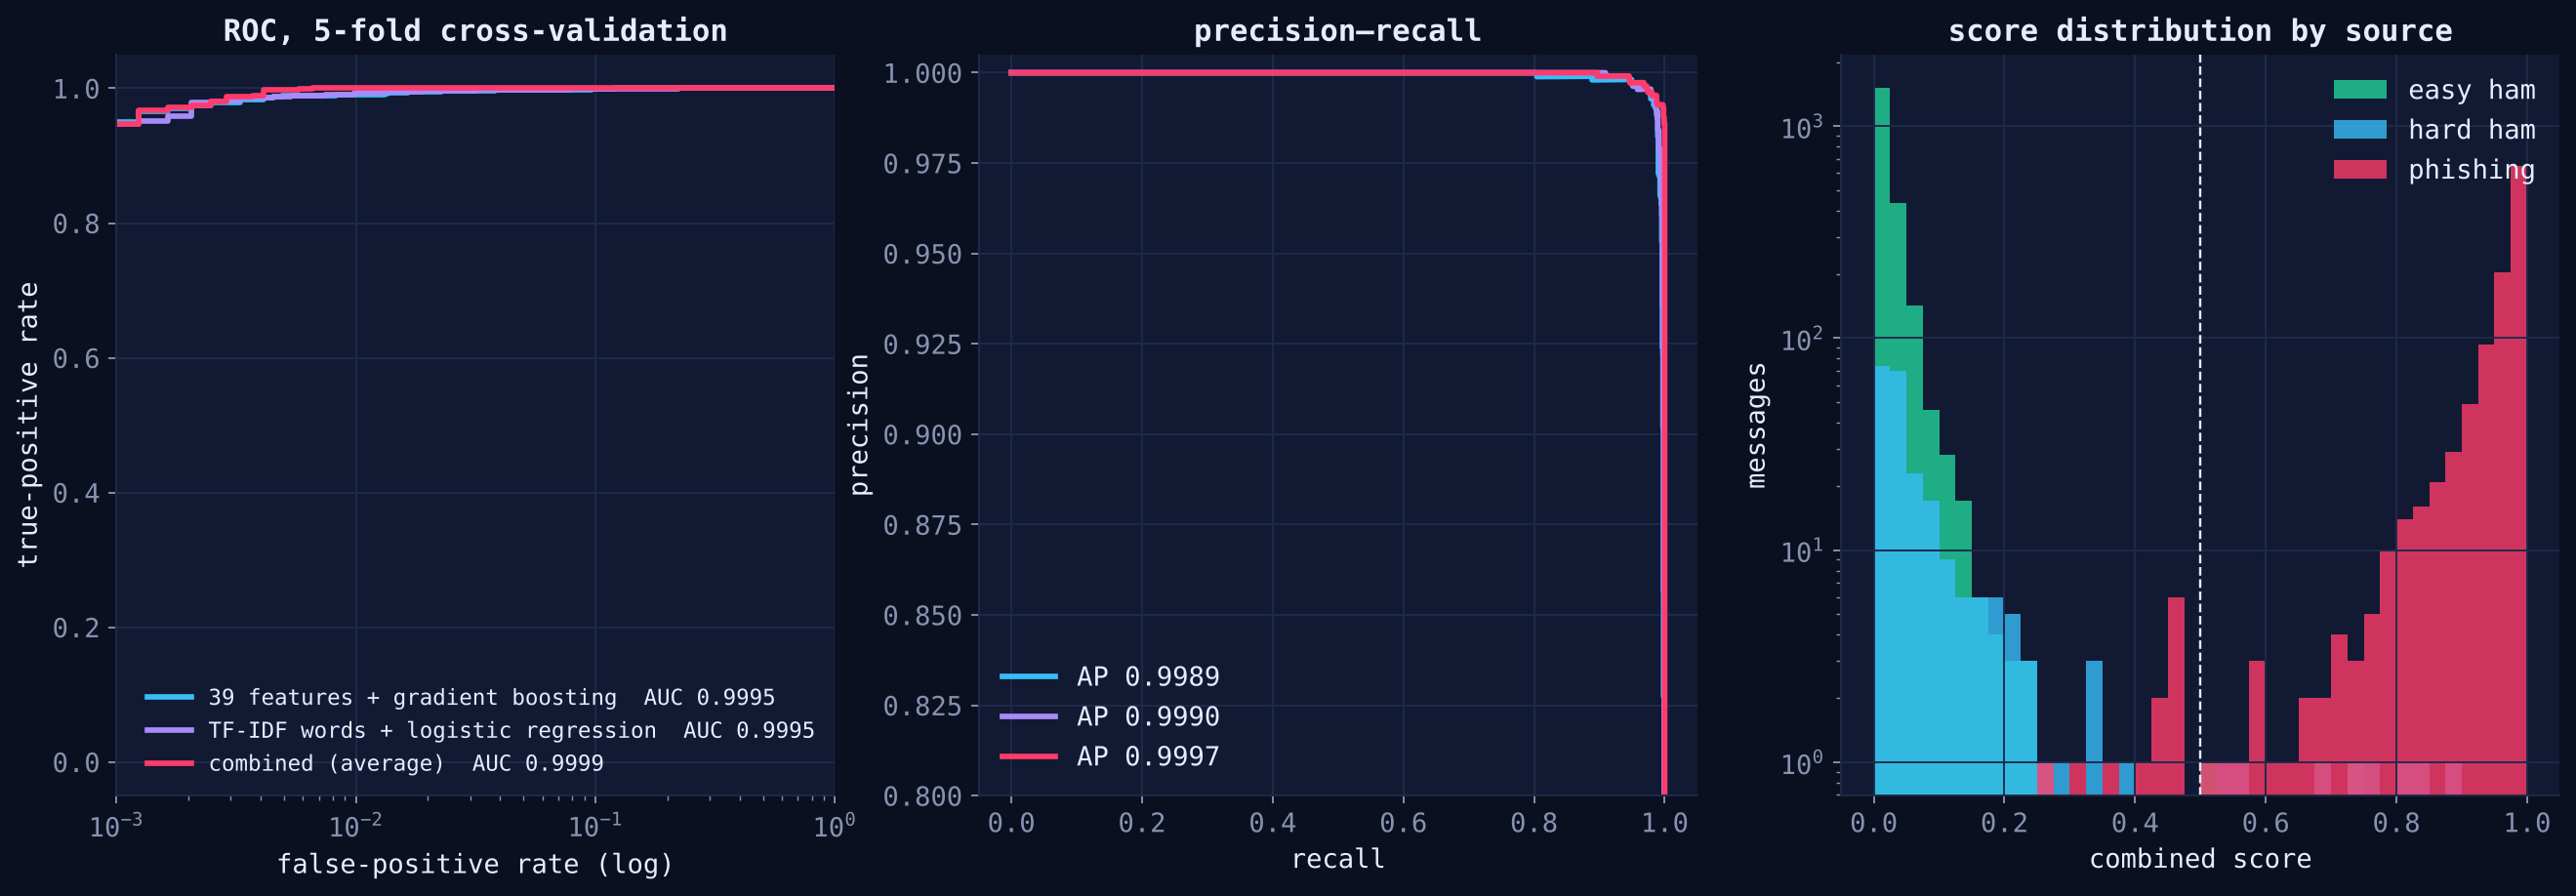 ROC, 5-fold cross-validation
true-positive rate
1.0
0.8
0.6
0.4
0.2
0.0
39 features + gradient boosting AUC 0.9995
TF-IDF words + logistic regression AUC 0.9995
combined (average) AUC 0.9999
10⁻³ 10⁻² 10⁻¹ 10⁰
false-positive rate (log)
precision—recall
precision
1.000
0.975
0.950
0.925
0.900
0.875
0.850
0.825
0.800
AP 0.9989
AP 0.9990
AP 0.9997
0.0 0.2 0.4 0.6 0.8 1.0
recall
score distribution by source
messages
10³
10²
10¹
10⁰
easy ham
hard ham
phishing
0.0 0.2 0.4 0.6 0.8 1.0
combined score